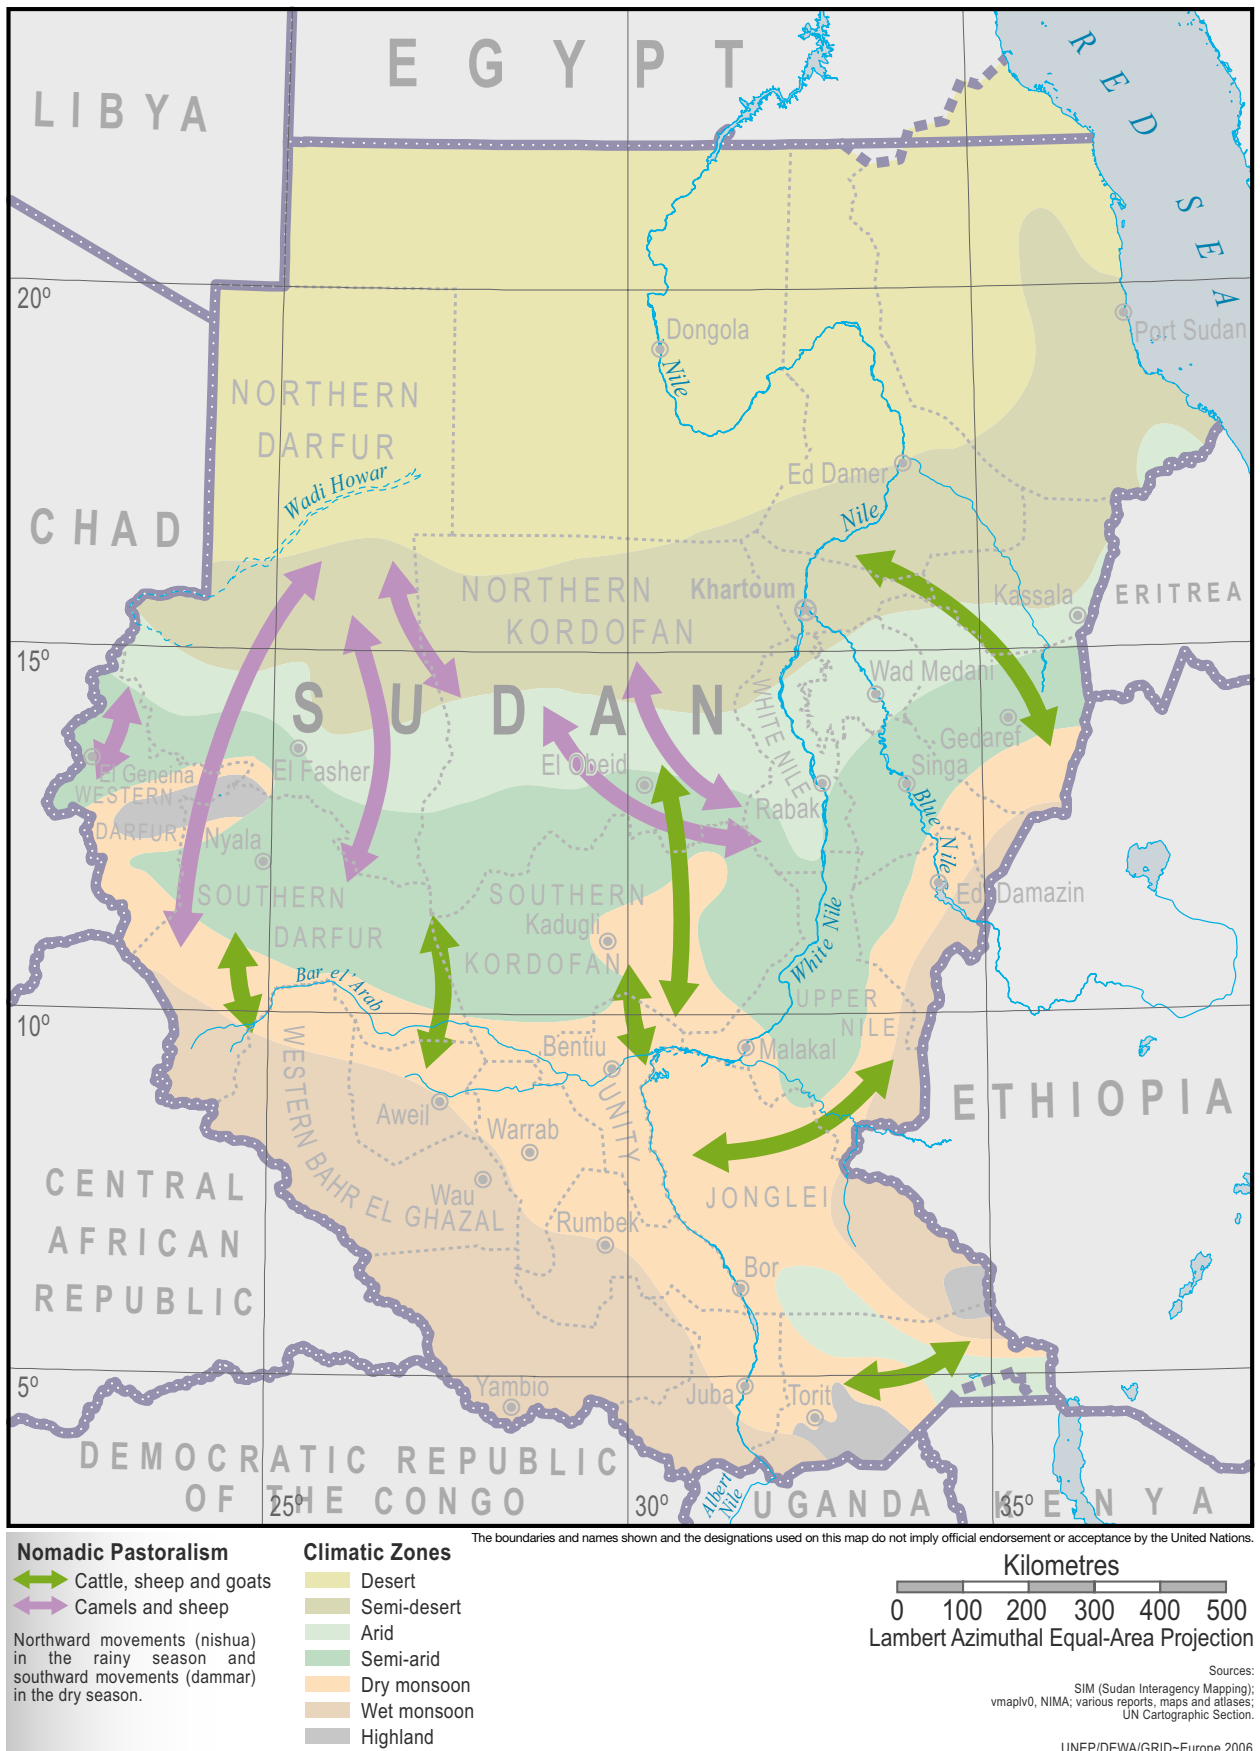 EGYPT
LIBYA
RED SEA
20⁰
Port Sudan
Dongola
Nile
NORTHERN
DARFUR
Ed Damer
Wadi Howar
Nile
CHAD
NORTHERN
KORDOFAN
Khartoum
Kassala
ERITREA
15⁰
Wad Medani
SUDAN
WHITE NILE
Gedaref
El Geneina
El Fasher
El Obeid
Singa
WESTERN
DARFUR
Rabak
Blue Nile
Nyala
SOUTHERN
DARFUR
SOUTHERN
Kadugli
KORDOFAN
Ed Damazin
White Nile
Bar el'Arab
UPPER
NILE
10⁰
WESTERN BAHR EL GHAZAL
Bentiu
Malakal
UNITY
ETHIOPIA
Aweil
Warrab
CENTRAL
AFRICAN
REPUBLIC
Wau
JONGLEI
Rumbek
Bor
5⁰
Yambio
Juba
Torit
DEMOCRATIC REPUBLIC
OF THE CONGO
Albert
Nile
UGANDA
KENYA
25⁰
30⁰
35⁰
The boundaries and names shown and the designations used on this map do not imply official endorsement or acceptance by the United Nations.
Nomadic Pastoralism
Cattle, sheep and goats
Camels and sheep
Northward movements (nishua)
in the rainy season and
southward movements (dammar)
in the dry season.
Climatic Zones
Desert
Semi-desert
Arid
Semi-arid
Dry monsoon
Wet monsoon
Highland
Kilometres
0 100 200 300 400 500
Lambert Azimuthal Equal-Area Projection
Sources:
SIM (Sudan Interagency Mapping);
vmaplv0, NIMA; various reports, maps and atlases;
UN Cartographic Section.
UNEP/DEWA/GRID~Europe 2006